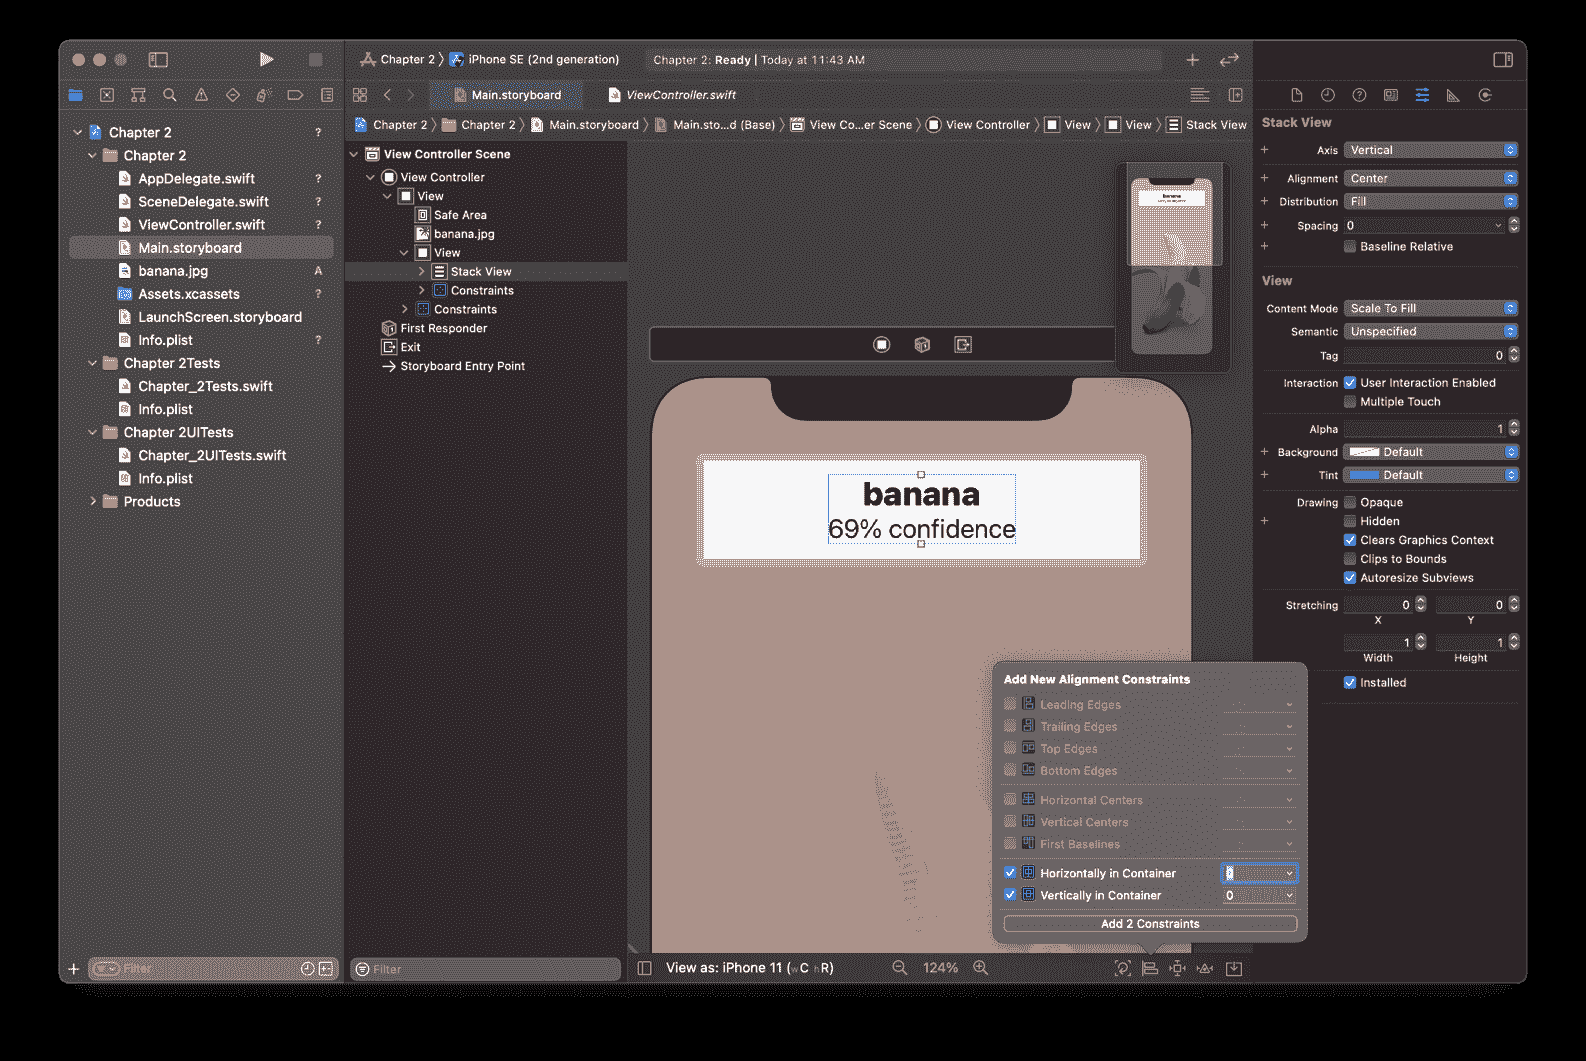 Chapter 2 〉 iPhone SE (2nd generation)
Chapter 2: Ready | Today at 11:43 AM
Main.storyboard
ViewController.swift
Chapter 2 〉 Chapter 2 〉 Main.storyboard 〉 Main.sto...d (Base) 〉 View Co...er Scene 〉 View Controller 〉 View 〉 View 〉 Stack View
Chapter 2 ?
Chapter 2
AppDelegate.swift ?
SceneDelegate.swift ?
ViewController.swift ?
Main.storyboard
banana.jpg A
Assets.xcassets ?
LaunchScreen.storyboard
Info.plist ?
Chapter 2Tests
Chapter_2Tests.swift
Info.plist
Chapter 2UITests
Chapter_2UITests.swift
Info.plist
Products
Filter
View Controller Scene
View Controller
View
Safe Area
banana.jpg
View
Stack View
Constraints
Constraints
First Responder
Exit
Storyboard Entry Point
Filter
banana
69% confidence
Add New Alignment Constraints
Leading Edges
Trailing Edges
Top Edges
Bottom Edges
Horizontal Centers
Vertical Centers
First Baselines
Horizontally in Container 0
Vertically in Container 0
Add 2 Constraints
View as: iPhone 11 (wC hR)
124%
Stack View
+ Axis Vertical
+ Alignment Center
+ Distribution Fill
+ Spacing 0
+ Baseline Relative
View
Content Mode Scale To Fill
Semantic Unspecified
Tag 0
Interaction User Interaction Enabled
Multiple Touch
Alpha 1
+ Background Default
+ Tint Default
Drawing Opaque
+ Hidden
Clears Graphics Context
Clips to Bounds
Autoresize Subviews
Stretching 0 0
X Y
1 1
Width Height
Installed